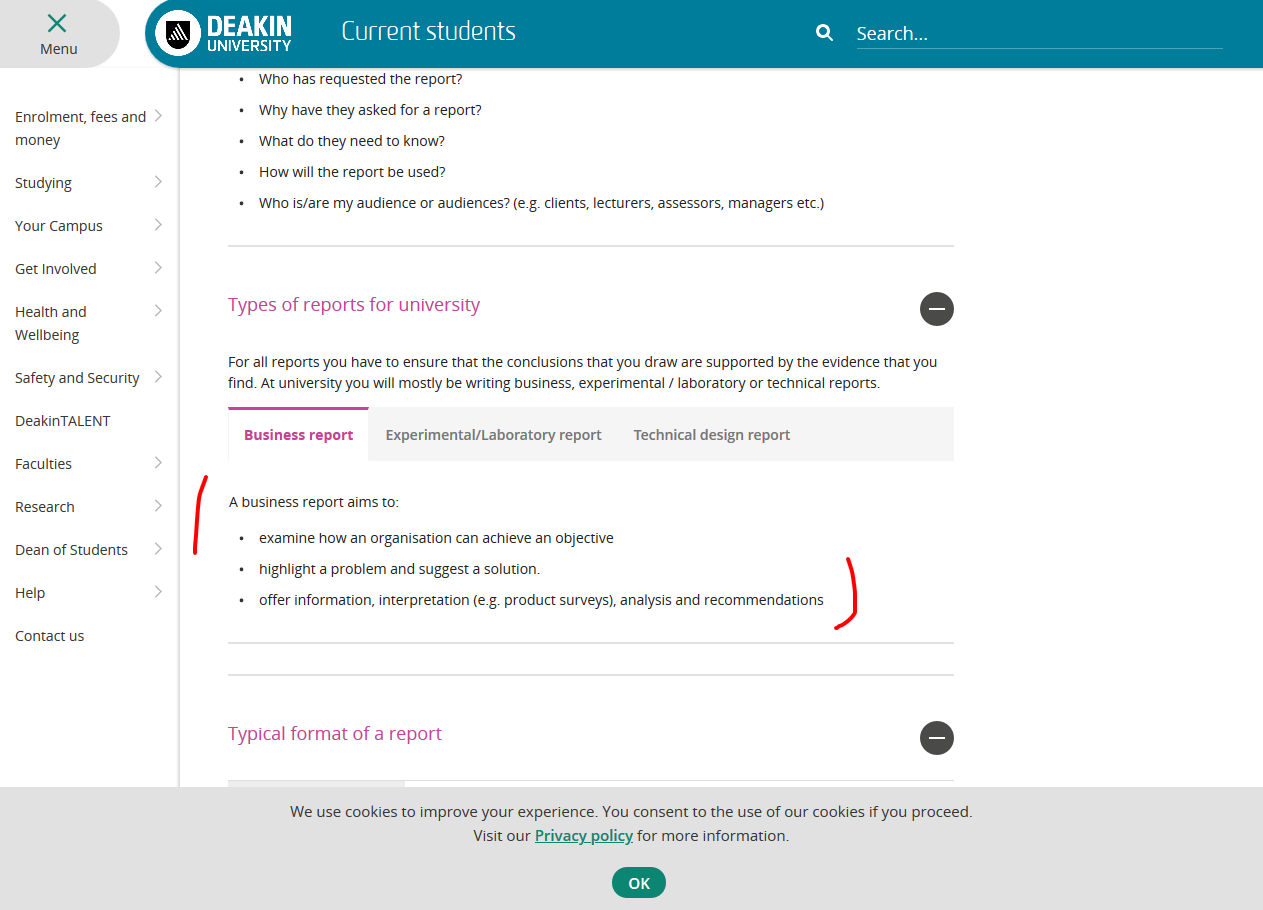 Menu
DEAKIN
UNIVERSITY
Current students
Search...
Enrolment, fees and
money
Studying
Your Campus
Get Involved
Health and
Wellbeing
Safety and Security
DeakinTALENT
Faculties
Research
Dean of Students
Help
Contact us
• Who has requested the report?
• Why have they asked for a report?
• What do they need to know?
• How will the report be used?
• Who is/are my audience or audiences? (e.g. clients, lecturers, assessors, managers etc.)
Types of reports for university
For all reports you have to ensure that the conclusions that you draw are supported by the evidence that you
find. At university you will mostly be writing business, experimental / laboratory or technical reports.
Business report Experimental/Laboratory report Technical design report
A business report aims to:
• examine how an organisation can achieve an objective
• highlight a problem and suggest a solution.
• offer information, interpretation (e.g. product surveys), analysis and recommendations
Typical format of a report
We use cookies to improve your experience. You consent to the use of our cookies if you proceed.
Visit our Privacy policy for more information.
OK